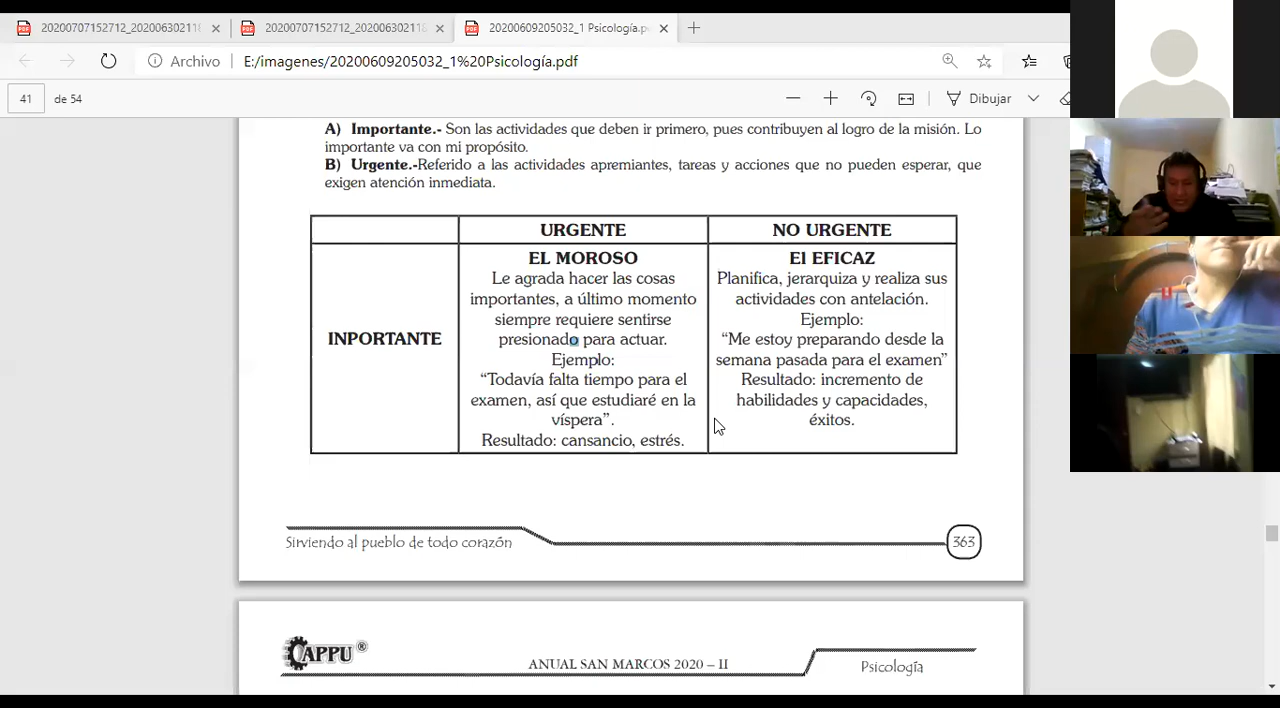 20200707152712_202006302118
20200707152712_202006302118
20200609205032_1 Psicología.p
Archivo
E:/imagenes/20200609205032_1%20Psicología.pdf
41
de 54
Dibujar
A) Importante.- Son las actividades que deben ir primero, pues contribuyen al logro de la misión. Lo
importante va con mi propósito.
B) Urgente.-Referido a las actividades apremiantes, tareas y acciones que no pueden esperar, que
exigen atención inmediata.
URGENTE
NO URGENTE
INPORTANTE
EL MOROSO
Le agrada hacer las cosas
importantes, a último momento
siempre requiere sentirse
presionado para actuar.
Ejemplo:
“Todavía falta tiempo para el
examen, así que estudiaré en la
víspera”.
Resultado: cansancio, estrés.
El EFICAZ
Planifica, jerarquiza y realiza sus
actividades con antelación.
Ejemplo:
“Me estoy preparando desde la
semana pasada para el examen”
Resultado: incremento de
habilidades y capacidades,
éxitos.
Sirviendo al pueblo de todo corazón
363
CAPPU ®
ANUAL SAN MARCOS 2020 – II
Psicología